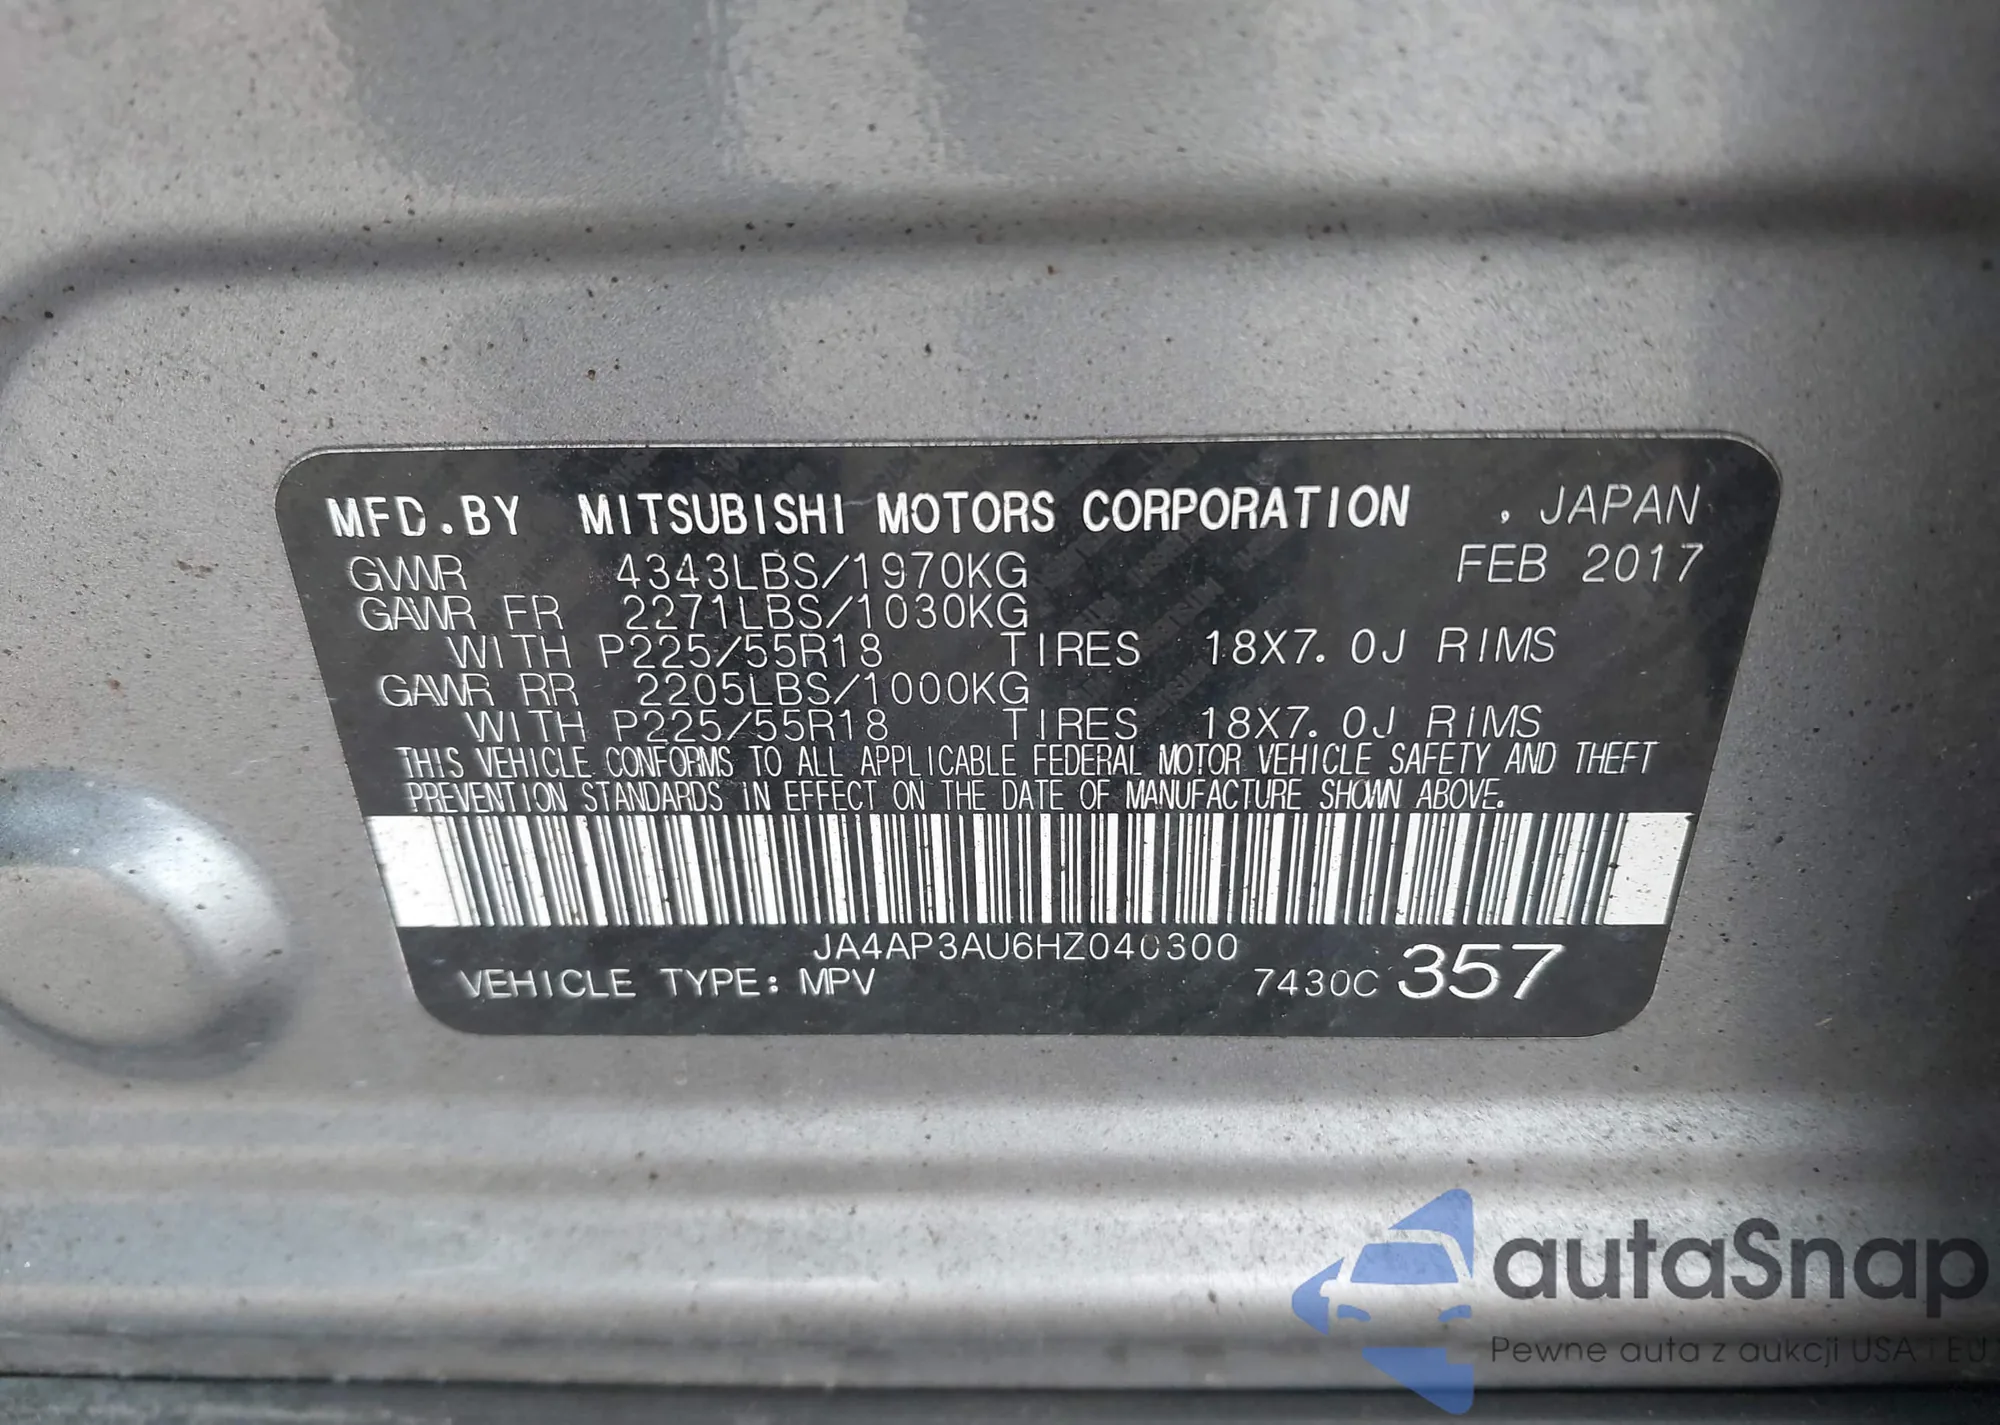 MFD.BY MITSUBISHI MOTORS CORPORATION , JAPAN
GVWR 4343LBS/1970KG FEB 2017
GAWR FR 2271LBS/1030KG
WITH P225/55R18 TIRES 18X7.0J RIMS
GAWR RR 2205LBS/1000KG
WITH P225/55R18 TIRES 18X7.0J RIMS
THIS VEHICLE CONFORMS TO ALL APPLICABLE FEDERAL MOTOR VEHICLE SAFETY AND THEFT
PREVENTION STANDARDS IN EFFECT ON THE DATE OF MANUFACTURE SHOWN ABOVE.
JA4AP3AU6HZ040300
VEHICLE TYPE: MPV 7430C 357
autaSnap
Pewne auta z aukcji USA i EU